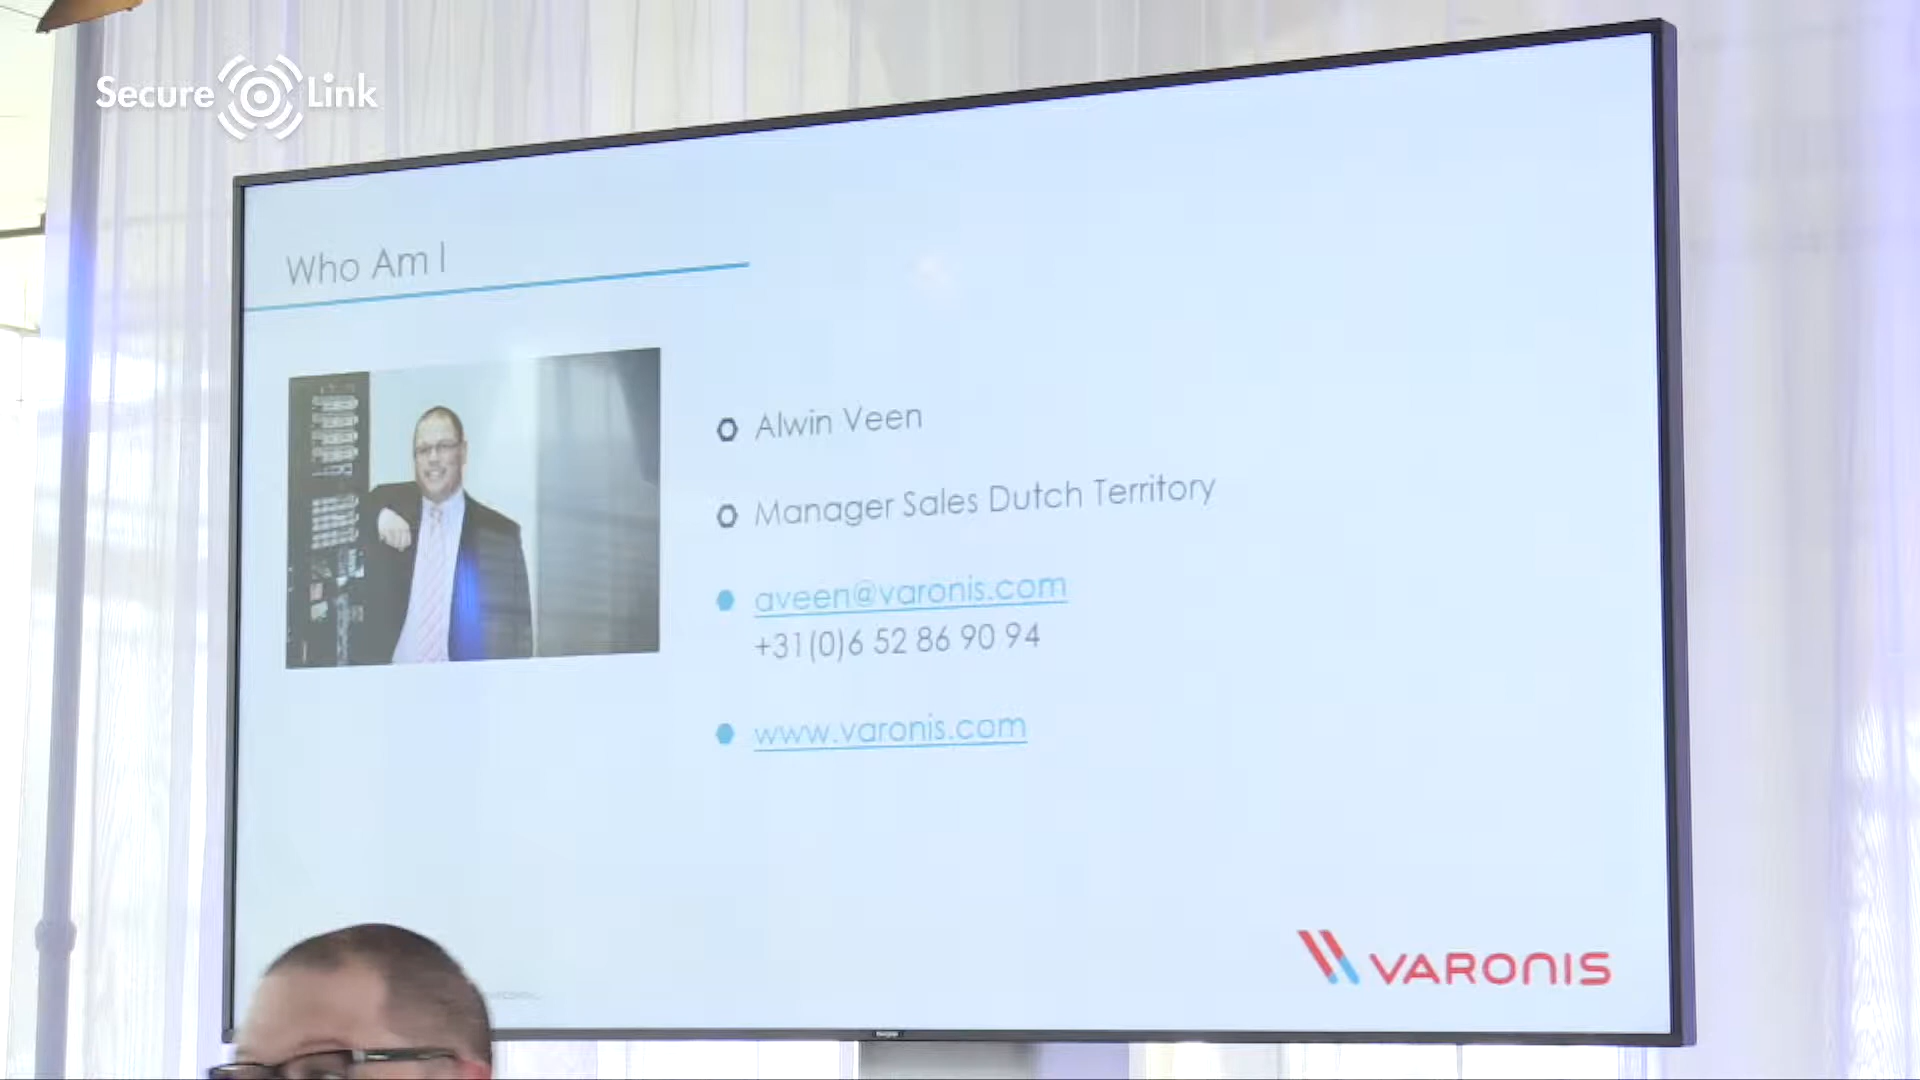 Secure Link
Who Am I
Alwin Veen
Manager Sales Dutch Territory
aveen@varonis.com
+31(0)6 52 86 90 94
www.varonis.com
VARONIS